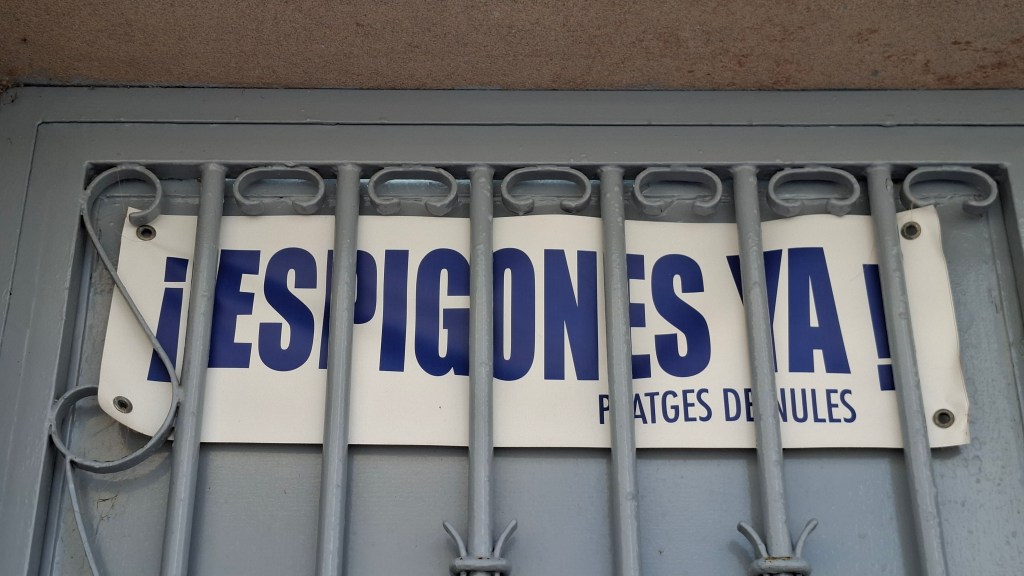 ¡ESPIGONES YA!
PLATGES DE NULES